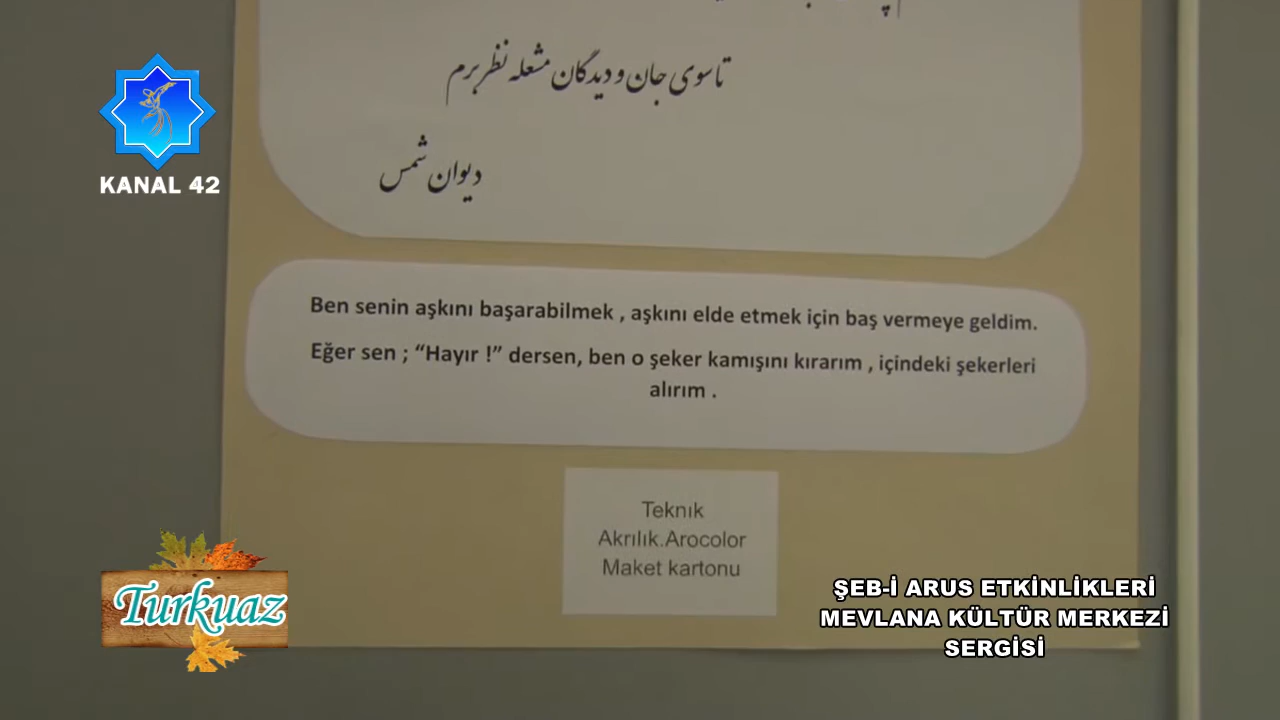 تا سوی جان و دیدگان مشعله نظر برم
دیوان شمس
KANAL 42
Ben senin aşkını başarabilmek , aşkını elde etmek için baş vermeye geldim.
Eğer sen ; “Hayır !” dersen, ben o şeker kamışını kırarım , içindeki şekerleri
alırım .
Teknık
Akrılık.Arocolor
Maket kartonu
Turkuaz
ŞEB-İ ARUS ETKİNLİKLERİ
MEVLANA KÜLTÜR MERKEZİ
SERGİSİ